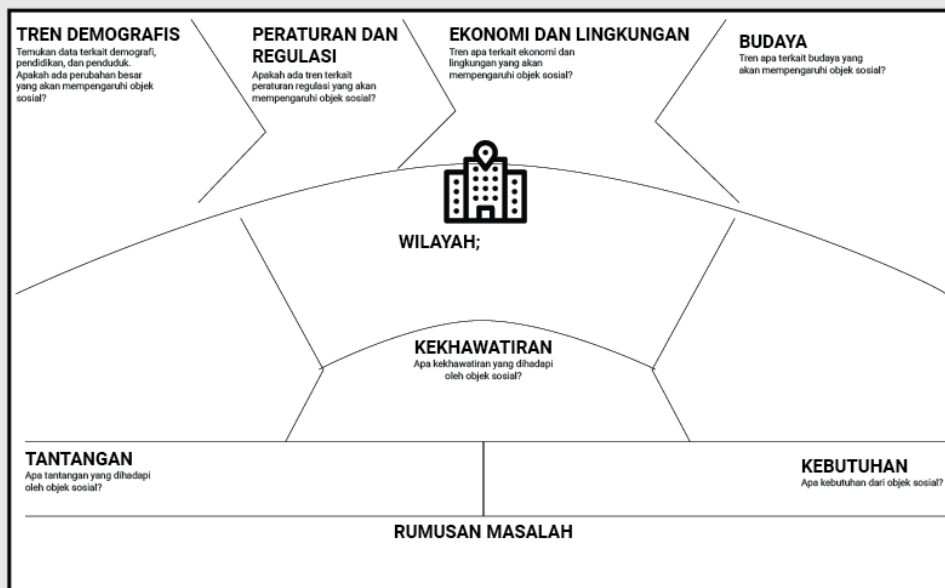 TREN DEMOGRAFIS
Temukan data terkait demografi,
pendidikan, dan penduduk.
Apakah ada perubahan besar
yang akan mempengaruhi objek
sosial?
PERATURAN DAN
REGULASI
Apakah ada tren terkait
peraturan regulasi yang akan
mempengaruhi objek sosial?
EKONOMI DAN LINGKUNGAN
Tren apa terkait ekonomi dan
lingkungan yang akan
mempengaruhi objek sosial?
BUDAYA
Tren apa terkait budaya yang
akan mempengaruhi objek sosial?
WILAYAH;
KEKHAWATIRAN
Apa kekhawatiran yang dihadapi
oleh objek sosial?
TANTANGAN
Apa tantangan yang dihadapi
oleh objek sosial?
KEBUTUHAN
Apa kebutuhan dari objek sosial?
RUMUSAN MASALAH